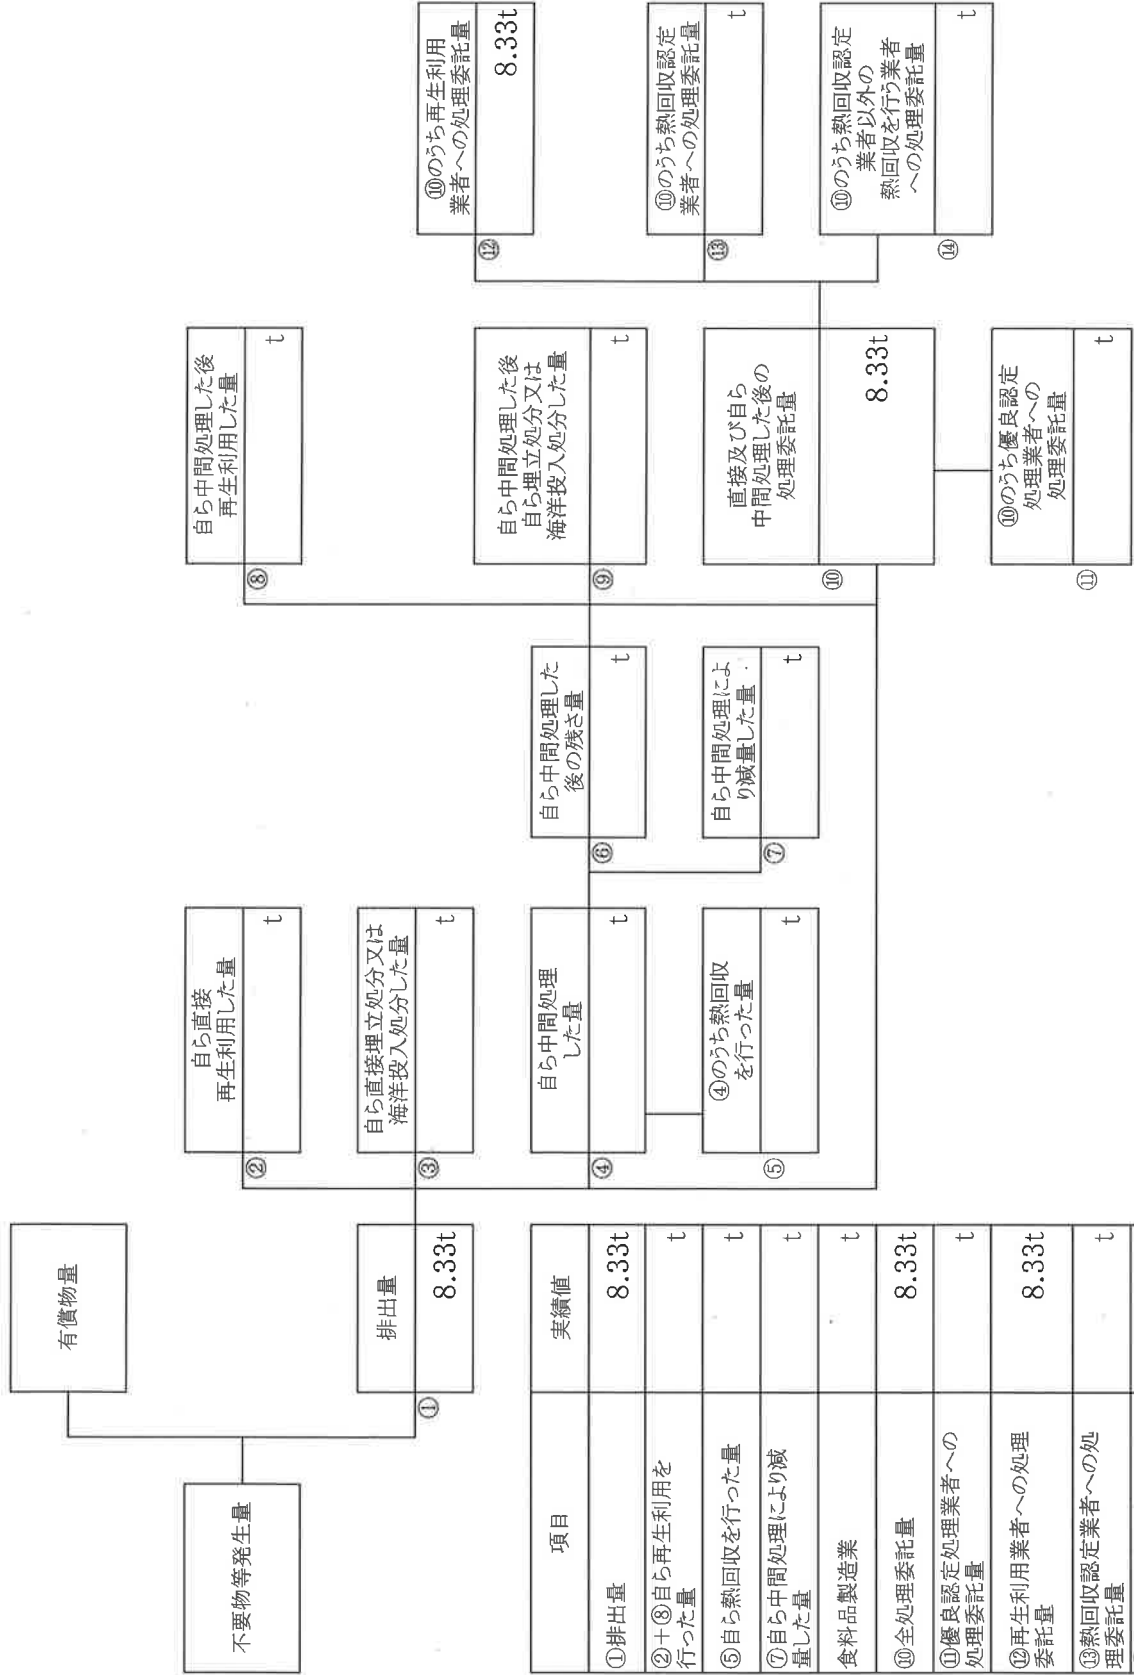 不要物等発生量
有償物量
①
排出量
8.33t
②
自ら直接
再生利用した量
t
③
自ら直接埋立処分又は
海洋投入処分した量
t
④
自ら中間処理
した量
t
⑤
④のうち熱回収
を行った量
t
⑥
自ら中間処理した
後の残さ量
t
⑦
自ら中間処理によ
り減量した量
t
⑧
自ら中間処理した後
再生利用した量
t
⑨
自ら中間処理した後
自ら埋立処分又は
海洋投入処分した量
t
⑩
直接及び自ら
中間処理した後の
処理委託量
8.33t
⑪
⑩のうち優良認定
処理業者への
処理委託量
t
⑫
⑩のうち再生利用
業者への処理委託量
8.33t
⑬
⑩のうち熱回収認定
業者への処理委託量
t
⑭
⑩のうち熱回収認定
業者以外の
熱回収を行う業者
への処理委託量
t
項目 実績値
①排出量 8.33t
②+⑧自ら再生利用を
行った量 t
⑤自ら熱回収を行った量 t
⑦自ら中間処理により減
量した量 t
食料品製造業 t
⑩全処理委託量 8.33t
⑪優良認定処理業者への
処理委託量 t
⑫再生利用業者への処理
委託量 8.33t
⑬熱回収認定業者への処
理委託量 t